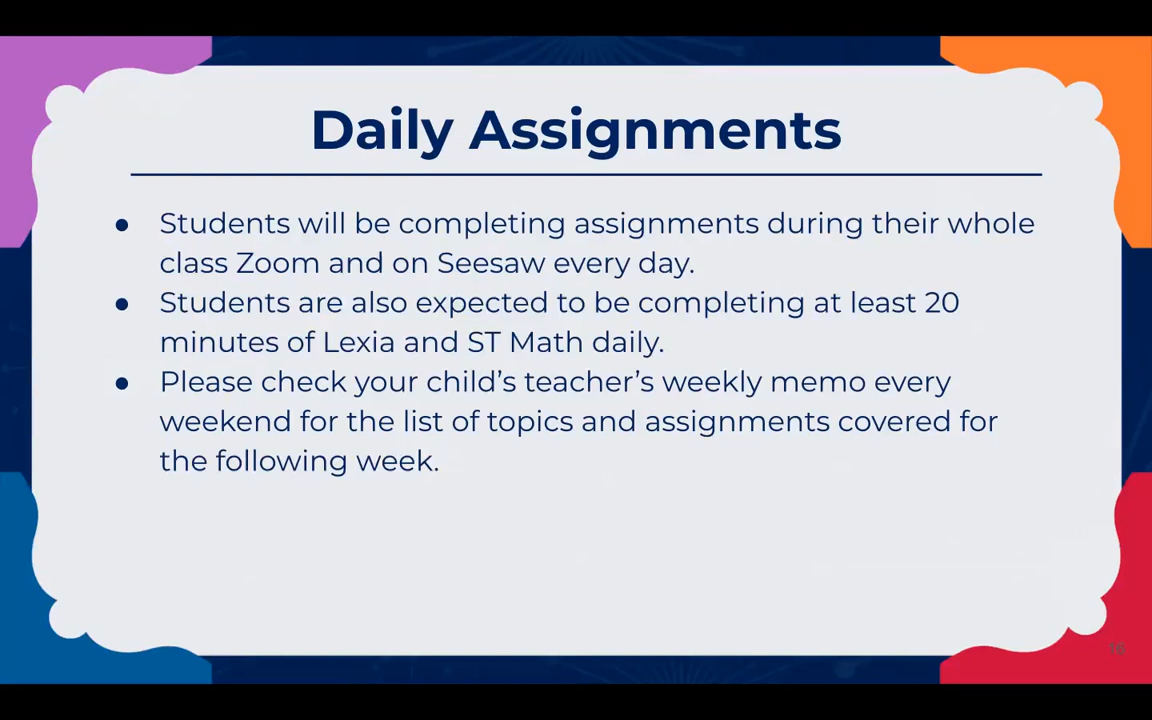 Daily Assignments
● Students will be completing assignments during their whole
class Zoom and on Seesaw every day.
● Students are also expected to be completing at least 20
minutes of Lexia and ST Math daily.
● Please check your child's teacher's weekly memo every
weekend for the list of topics and assignments covered for
the following week.